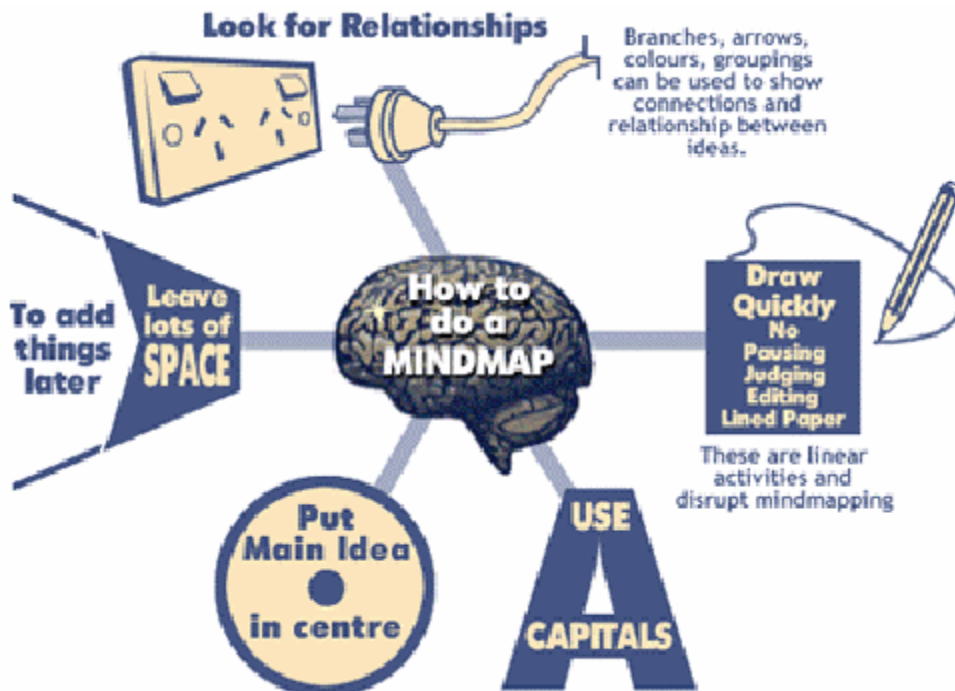 Look for Relationships
Branches, arrows,
colours, groupings
can be used to show
connections and
relationship between
ideas.
How to
do a
MINDMAP
Draw
Quickly
No
Pausing
Judging
Editing
Lined Paper
These are linear
activities and
disrupt mindmapping
Leave
lots of
SPACE
To add
things
later
Put
Main Idea
in centre
USE
CAPITALS